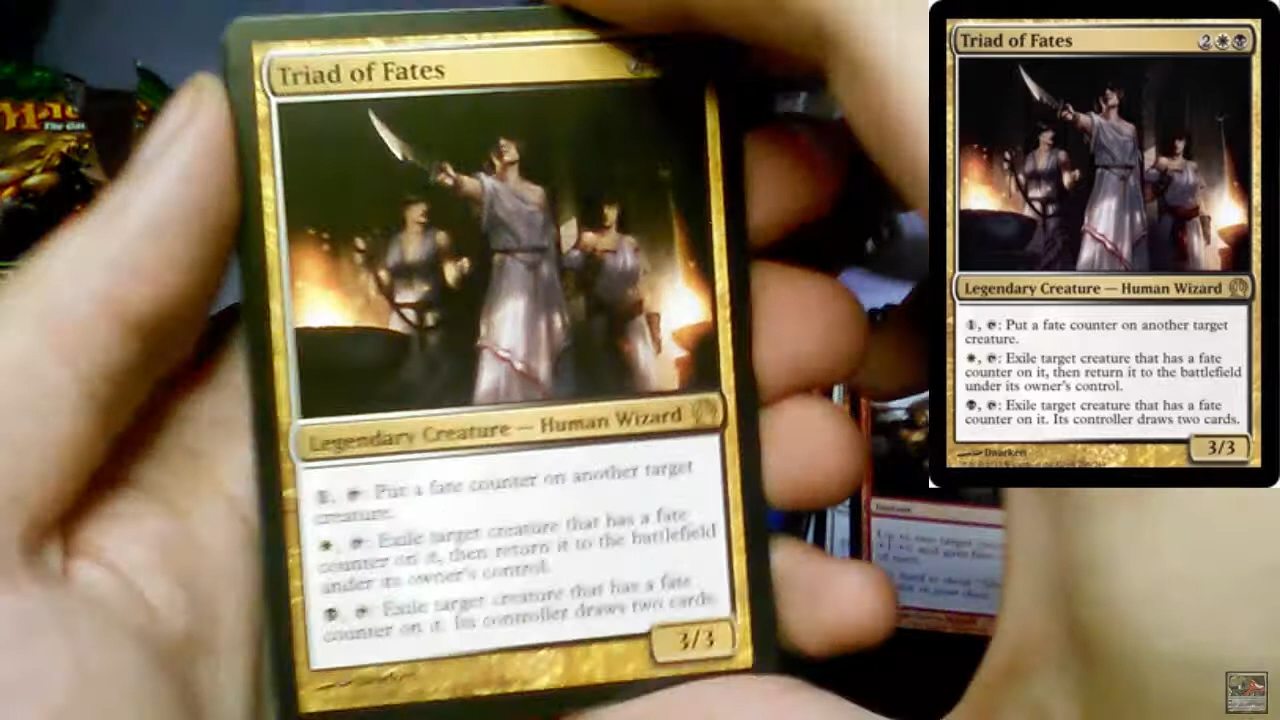 Triad of Fates
Legendary Creature — Human Wizard
1, T: Put a fate counter on another target
creature.
W, T: Exile target creature that has a fate
counter on it, then return it to the battlefield
under its owner's control.
B, T: Exile target creature that has a fate
counter on it. Its controller draws two cards.
3/3
Triad of Fates
2
Legendary Creature — Human Wizard
1, T: Put a fate counter on another target
creature.
W, T: Exile target creature that has a fate
counter on it, then return it to the battlefield
under its owner's control.
B, T: Exile target creature that has a fate
counter on it. Its controller draws two cards.
Daarken
3/3